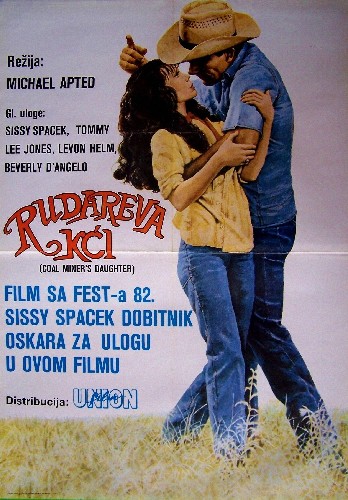 Režija:
MICHAEL APTED
Gl. uloge:
SISSY SPACEK, TOMMY
LEE JONES, LEVON HELM,
BEVERLY D'ANGELO
RUDAREVA
KĆI
(COAL MINER'S DAUGHTER)
FILM SA FEST-a 82.
SISSY SPACEK DOBITNIK
OSKARA ZA ULOGU
U OVOM FILMU
Distribucija: UNION film